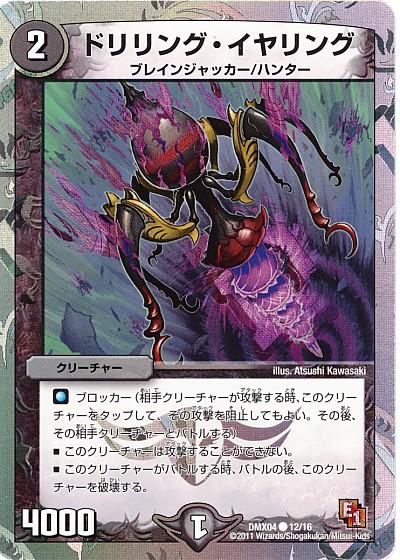 2
ドリリング・イヤリング
ブレインジャッカー/ハンター
クリーチャー
illus. Atsushi Kawasaki
ブロッカー(相手クリーチャーが攻撃する時、このクリー
チャーをタップして、その攻撃を阻止してもよい。その後、
その相手クリーチャーとバトルする)
■ このクリーチャーは攻撃することができない。
■ このクリーチャーがバトルする時、バトルの後、このクリー
チャーを破壊する。
4000
DMX04 ● 12/16
©2011 Wizards/Shogakukan/Mitsui-Kids
E1